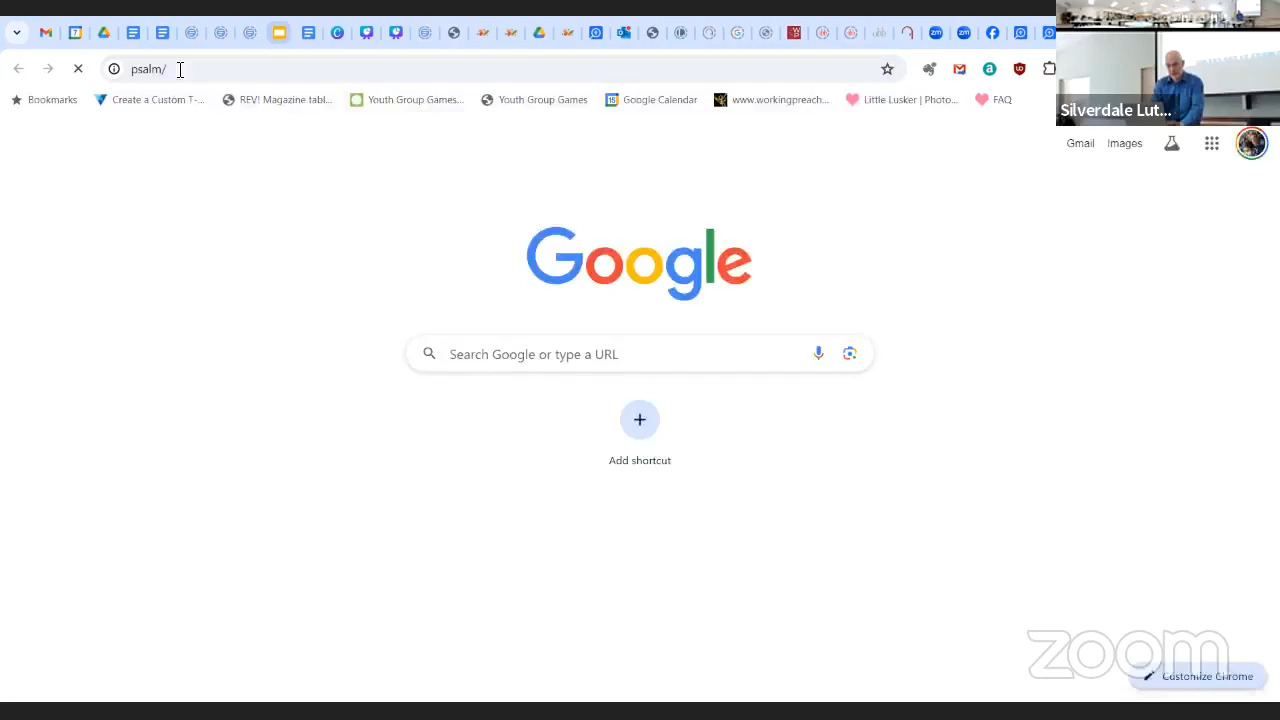 psalm/
Bookmarks
Create a Custom T-...
REV! Magazine.tabl...
Youth Group Games...
Youth Group Games
Google Calendar
www.workingpreach...
Little Lusker | Photo...
FAQ
Silverdale Lut...
Gmail
Images
Google
Search Google or type a URL
Add shortcut
zoom
Customize Chrome